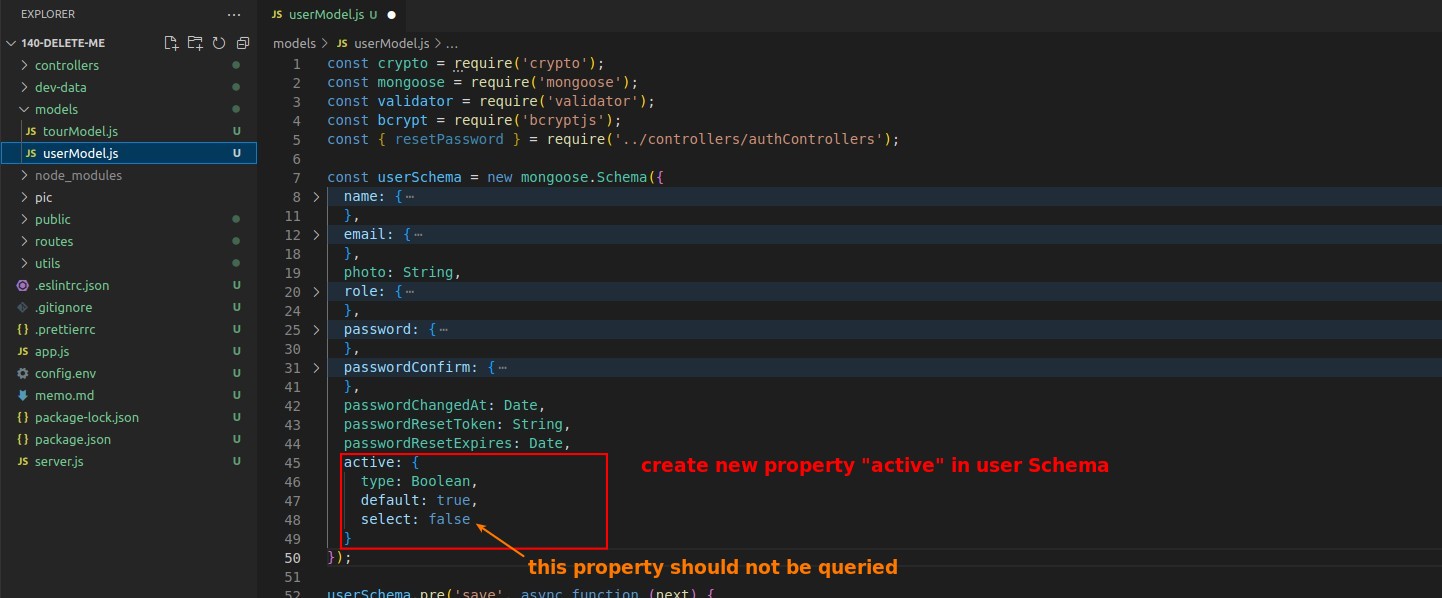 EXPLORER ...
140-DELETE-ME
controllers
dev-data
models
JS tourModel.js U
JS userModel.js U
node_modules
pic
public
routes
utils
.eslintrc.json U
.gitignore U
{} .prettierrc U
JS app.js U
config.env U
memo.md U
{} package-lock.json U
{} package.json U
JS server.js U
JS userModel.js U ●
models > JS userModel.js > ...
1 const crypto = require('crypto');
2 const mongoose = require('mongoose');
3 const validator = require('validator');
4 const bcrypt = require('bcryptjs');
5 const { resetPassword } = require('../controllers/authControllers');
6
7 const userSchema = new mongoose.Schema({
8 > name: {⋯
11 },
12 > email: {⋯
18 },
19 photo: String,
20 > role: {⋯
24 },
25 > password: {⋯
30 },
31 > passwordConfirm: {⋯
41 },
42 passwordChangedAt: Date,
43 passwordResetToken: String,
44 passwordResetExpires: Date,
45 active: {
create new property "active" in user Schema
46 type: Boolean,
47 default: true,
48 select: false
49 }
50 });
this property should not be queried
51
52 userSchema.pre('save', async function (next) {